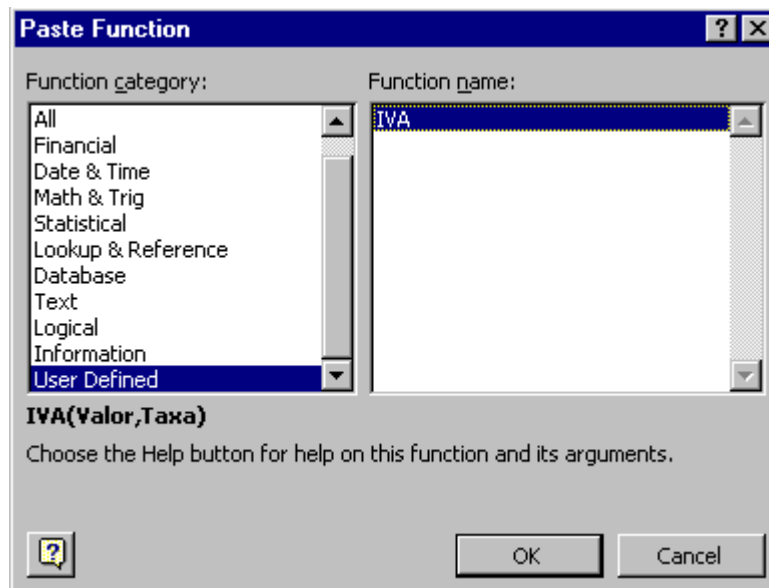 Paste Function
Function category:
Function name:
All
Financial
Date & Time
Math & Trig
Statistical
Lookup & Reference
Database
Text
Logical
Information
User Defined
IVA
IVA(Valor,Taxa)
Choose the Help button for help on this function and its arguments.
OK
Cancel